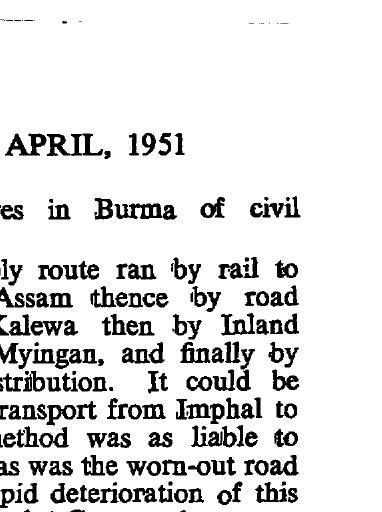 APRIL, 1951
res in Burma of civil
ly route ran by rail to
Assam thence by road
Kalewa then by Inland
Myingan, and finally by
stribution. It could be
ransport from Imphal to
ethod was as liable to
as was the worn-out road
pid deterioration of this